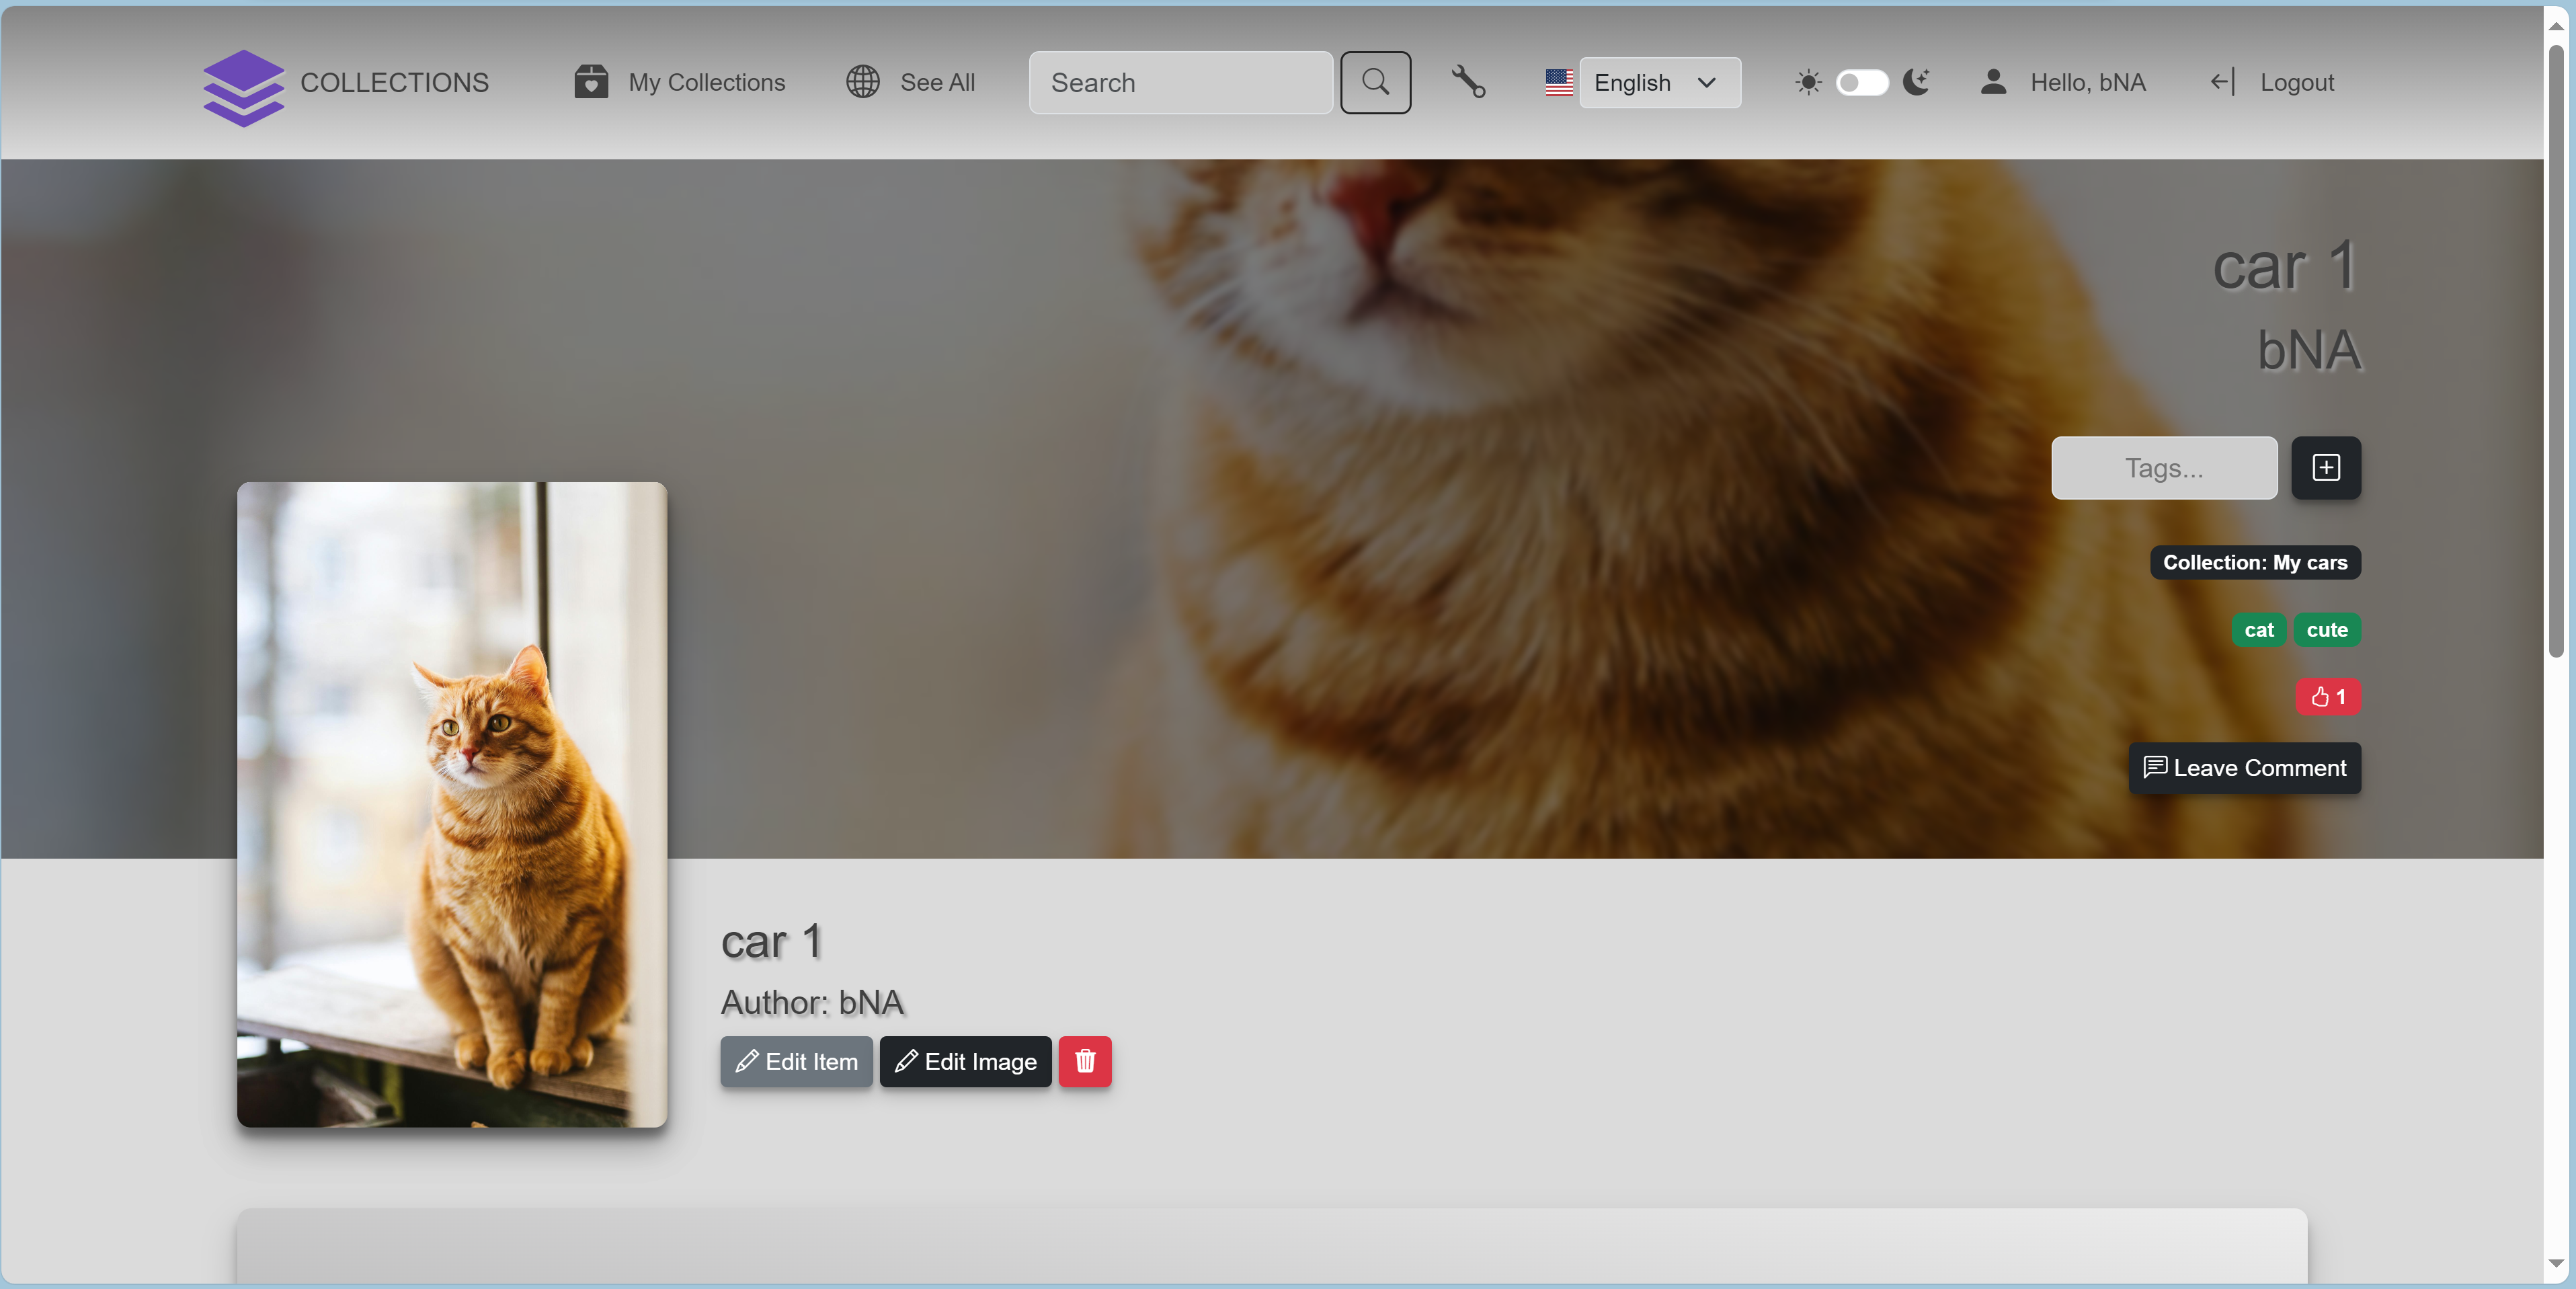 COLLECTIONS
My Collections
See All
Search
English
Hello, bNA
Logout
car 1
bNA
Tags...
Collection: My cars
cat cute
1
Leave Comment
car 1
Author: bNA
Edit Item
Edit Image